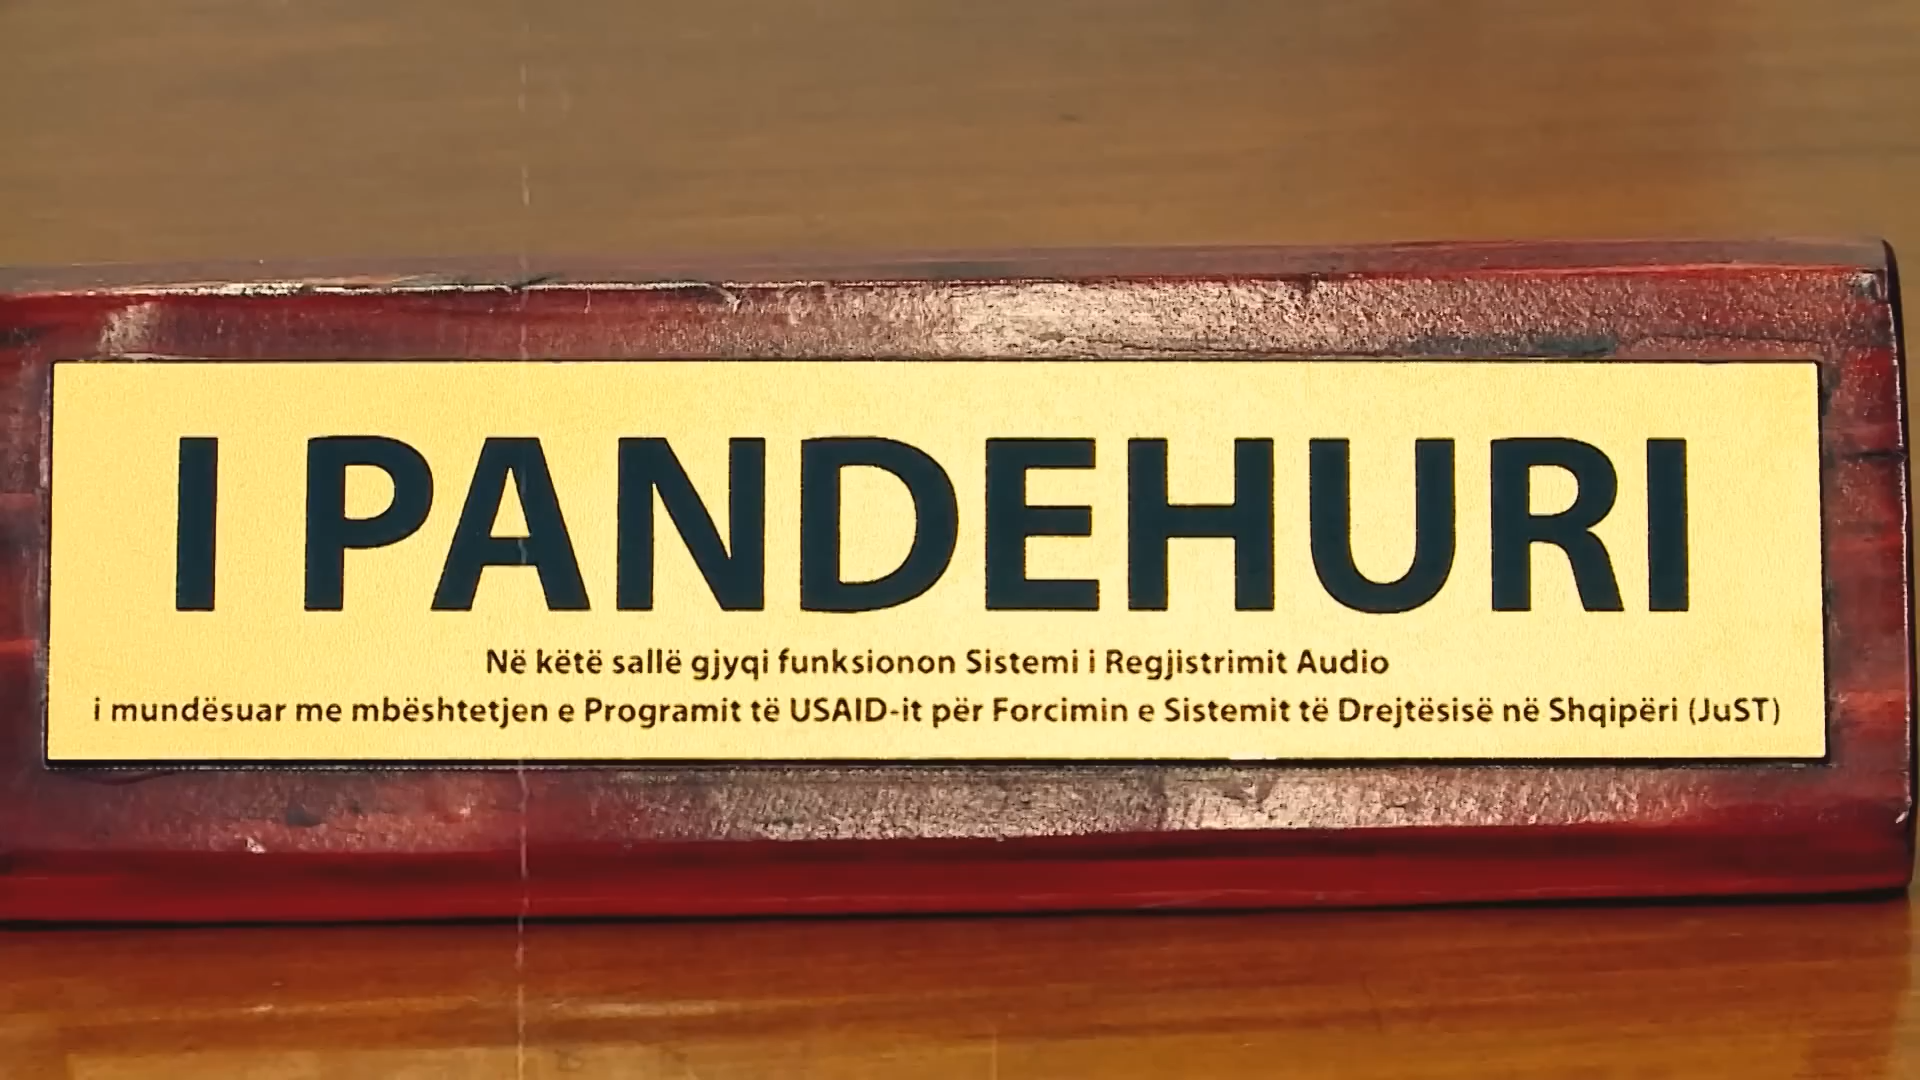 I PANDEHURI
Në këtë sallë gjyqi funksionon Sistemi i Regjistrimit Audio
i mundësuar me mbështetjen e Programit të USAID-it për Forcimin e Sistemit të Drejtësisë në Shqipëri (JuST)